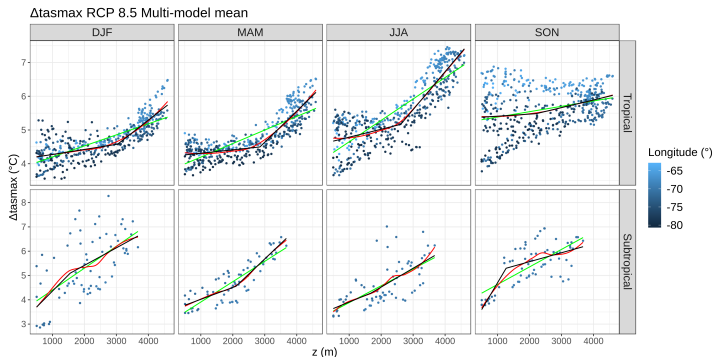 Δtasmax RCP 8.5 Multi-model mean
DJF MAM JJA SON
7
6
5
4
Tropical
Δtasmax (°C)
8
7
6
5
4
3
Subtropical
1000 2000 3000 4000 1000 2000 3000 4000 1000 2000 3000 4000 1000 2000 3000 4000
z (m)
Longitude (°)
-65
-70
-75
-80